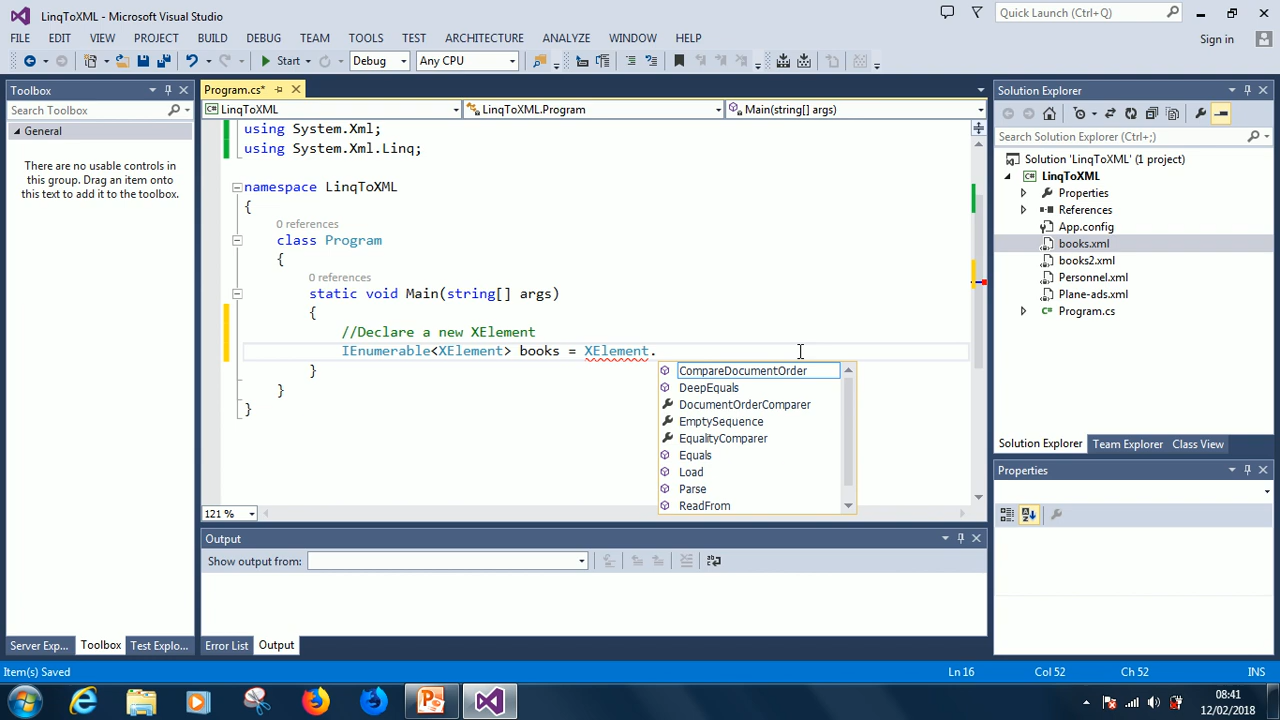 LinqToXML - Microsoft Visual Studio
Quick Launch (Ctrl+Q)
FILE EDIT VIEW PROJECT BUILD DEBUG TEAM TOOLS TEST ARCHITECTURE ANALYZE WINDOW HELP
Sign in
Start Debug Any CPU
Toolbox
Search Toolbox
General
There are no usable controls in
this group. Drag an item onto
this text to add it to the toolbox.
Server Exp... Toolbox Test Explo...
Program.cs*
LinqToXML LinqToXML.Program Main(string[] args)
using System.Xml;
using System.Xml.Linq;
namespace LinqToXML
{
0 references
class Program
{
0 references
static void Main(string[] args)
{
//Declare a new XElement
IEnumerable<XElement> books = XElement.
}
}
}
CompareDocumentOrder
DeepEquals
DocumentOrderComparer
EmptySequence
EqualityComparer
Equals
Load
Parse
ReadFrom
121 %
Output
Show output from:
Error List Output
Solution Explorer
Search Solution Explorer (Ctrl+;)
Solution 'LinqToXML' (1 project)
LinqToXML
Properties
References
App.config
books.xml
books2.xml
Personnel.xml
Plane-ads.xml
Program.cs
Solution Explorer Team Explorer Class View
Properties
Item(s) Saved Ln 16 Col 52 Ch 52 INS
08:41
12/02/2018